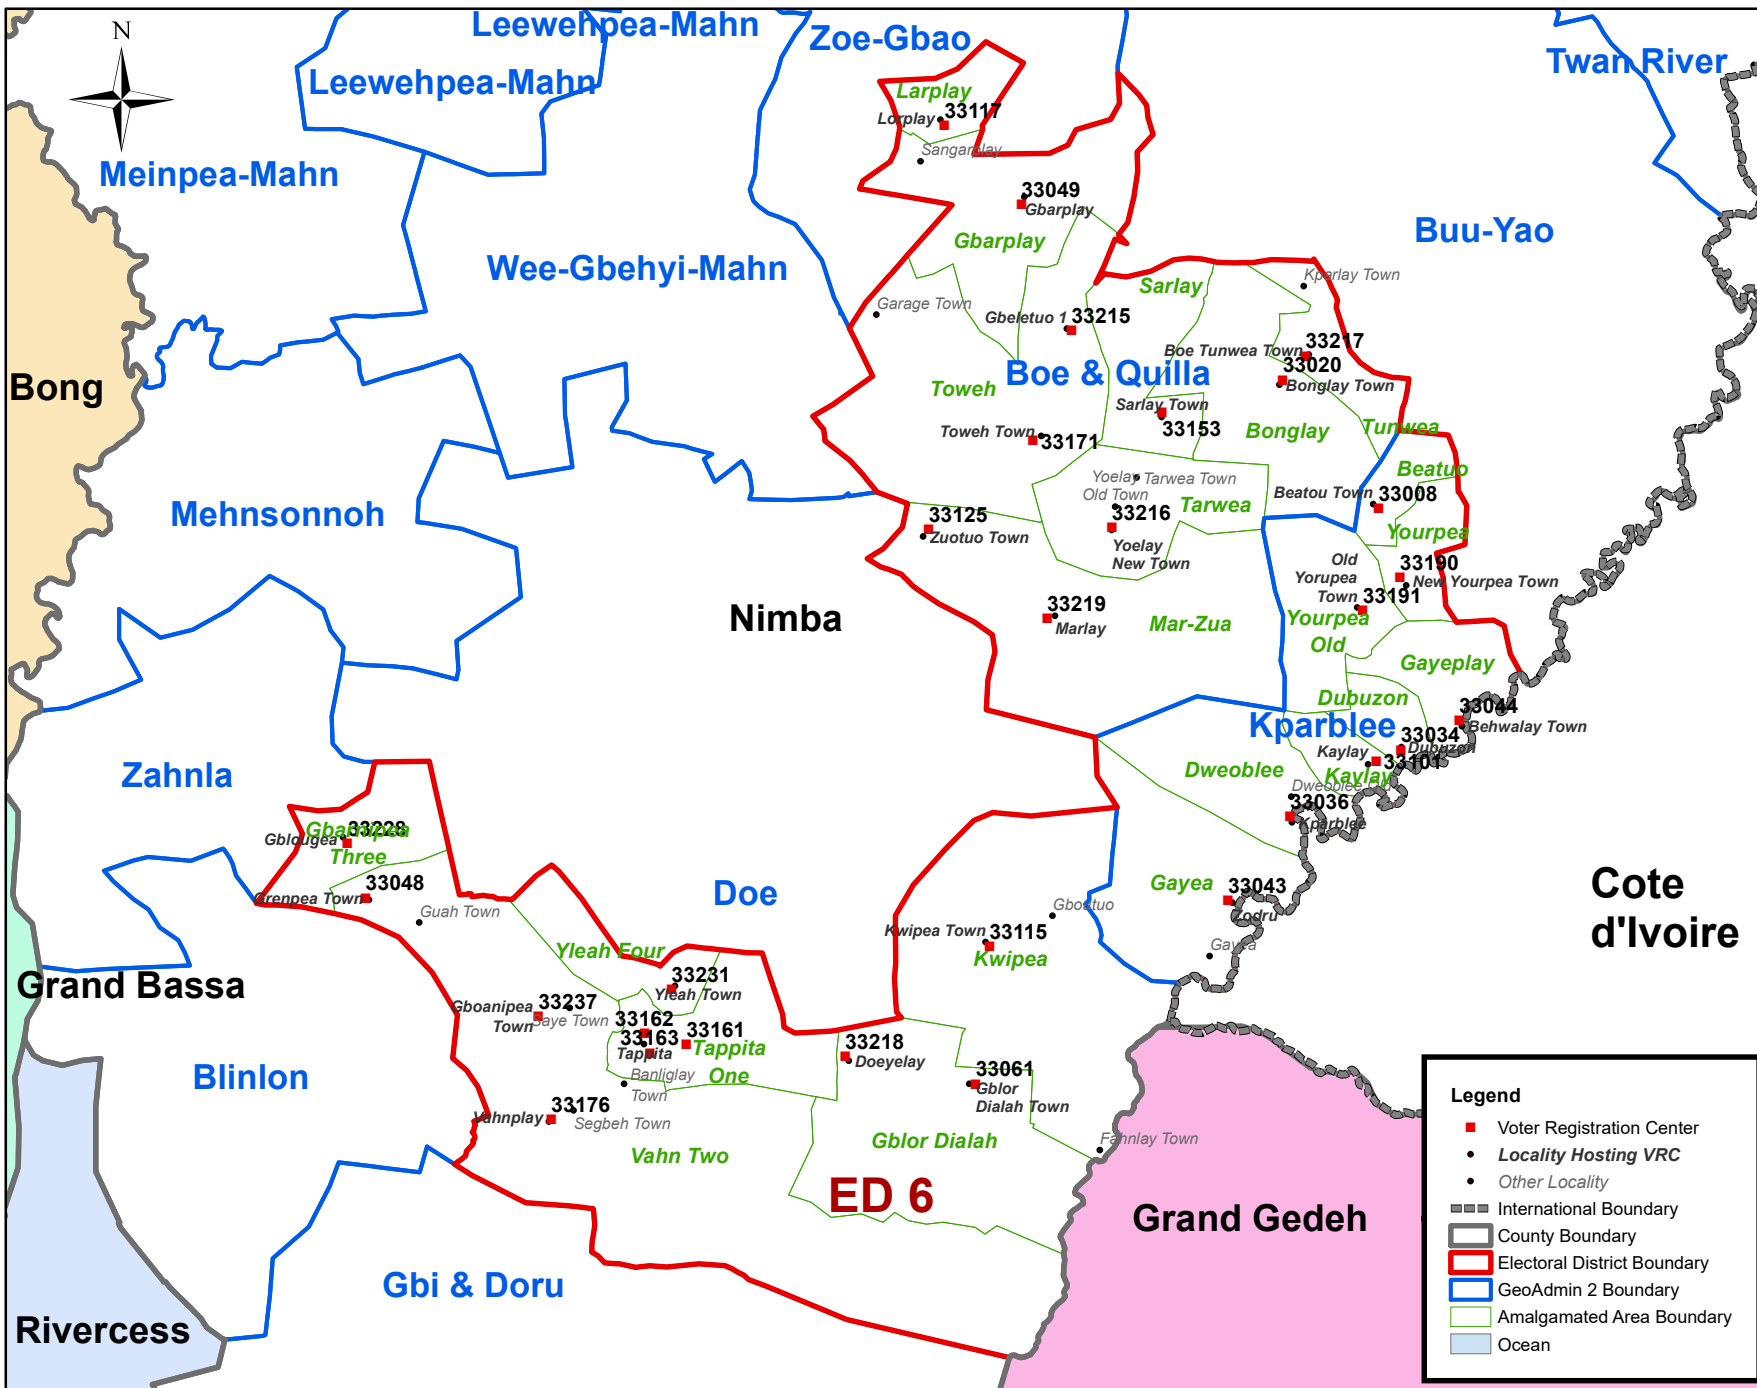 N
Leewehpea-Mahn
Zoe-Gbao
Twan River
Leewehpea-Mahn
Larplay
33117
Lorplay
Sangarplay
Meinpea-Mahn
33049
Gbarplay
Gbarplay
Buu-Yao
Wee-Gbehyi-Mahn
Kparlay Town
Sarlay
Garage Town
Gbeletuo 1
33215
Boe Tunwea Town
33217
33020
Bonglay Town
Boe & Quilla
Toweh
Bong
Sarlay Town
33153
Toweh Town
33171
Bonglay
Tunwea
Beatuo
Yoelay
Old Town
Tarwea Town
Tarwea
Beatou Town
33008
Yourpea
Mehnsonnoh
33125
Zuotuo Town
33216
Yoelay
New Town
Old
Yorupea
Town
33190
New Yourpea Town
33191
33219
Marlay
Nimba
Mar-Zua
Yourpea
Old
Gayeplay
Dubuzon
33044
Behwalay Town
Kparblee
33034
Dubuzon
Kaylay
33101
Kaylay
Dweoblee
Dweoblee Old
33036
Kparblee
Zahnla
Gbarnipea
Three
33228
Gblougea
33048
Grenpea Town
Guah Town
Doe
Gayea
33043
Zodru
Gayea
Cote
d'Ivoire
Gboutuo
Kwipea Town
33115
Kwipea
Yleah Four
33231
Yleah Town
Grand Bassa
Gboanipea
Town
33237
Saye Town
33162
33163
Tappita
33161
Tappita
One
33218
Doeyelay
Banliglay
Town
33061
Gblor
Dialah Town
Blinlon
33176
Vahnplay
Segbeh Town
Vahn Two
Gblor Dialah
Fannlay Town
ED 6
Grand Gedeh
Gbi & Doru
Rivercess
Legend
Voter Registration Center
Locality Hosting VRC
Other Locality
International Boundary
County Boundary
Electoral District Boundary
GeoAdmin 2 Boundary
Amalgamated Area Boundary
Ocean